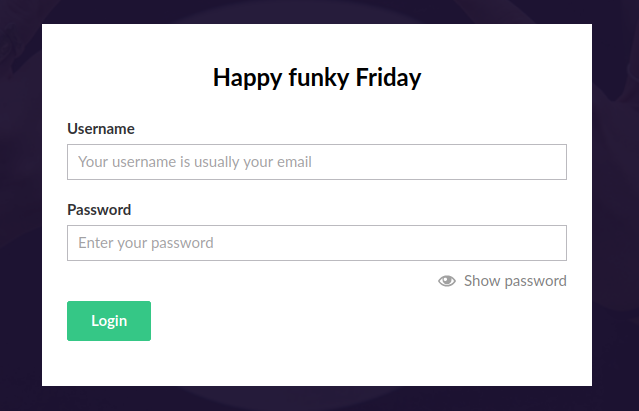 Happy funky Friday
Username
Your username is usually your email
Password
Enter your password
Show password
Login